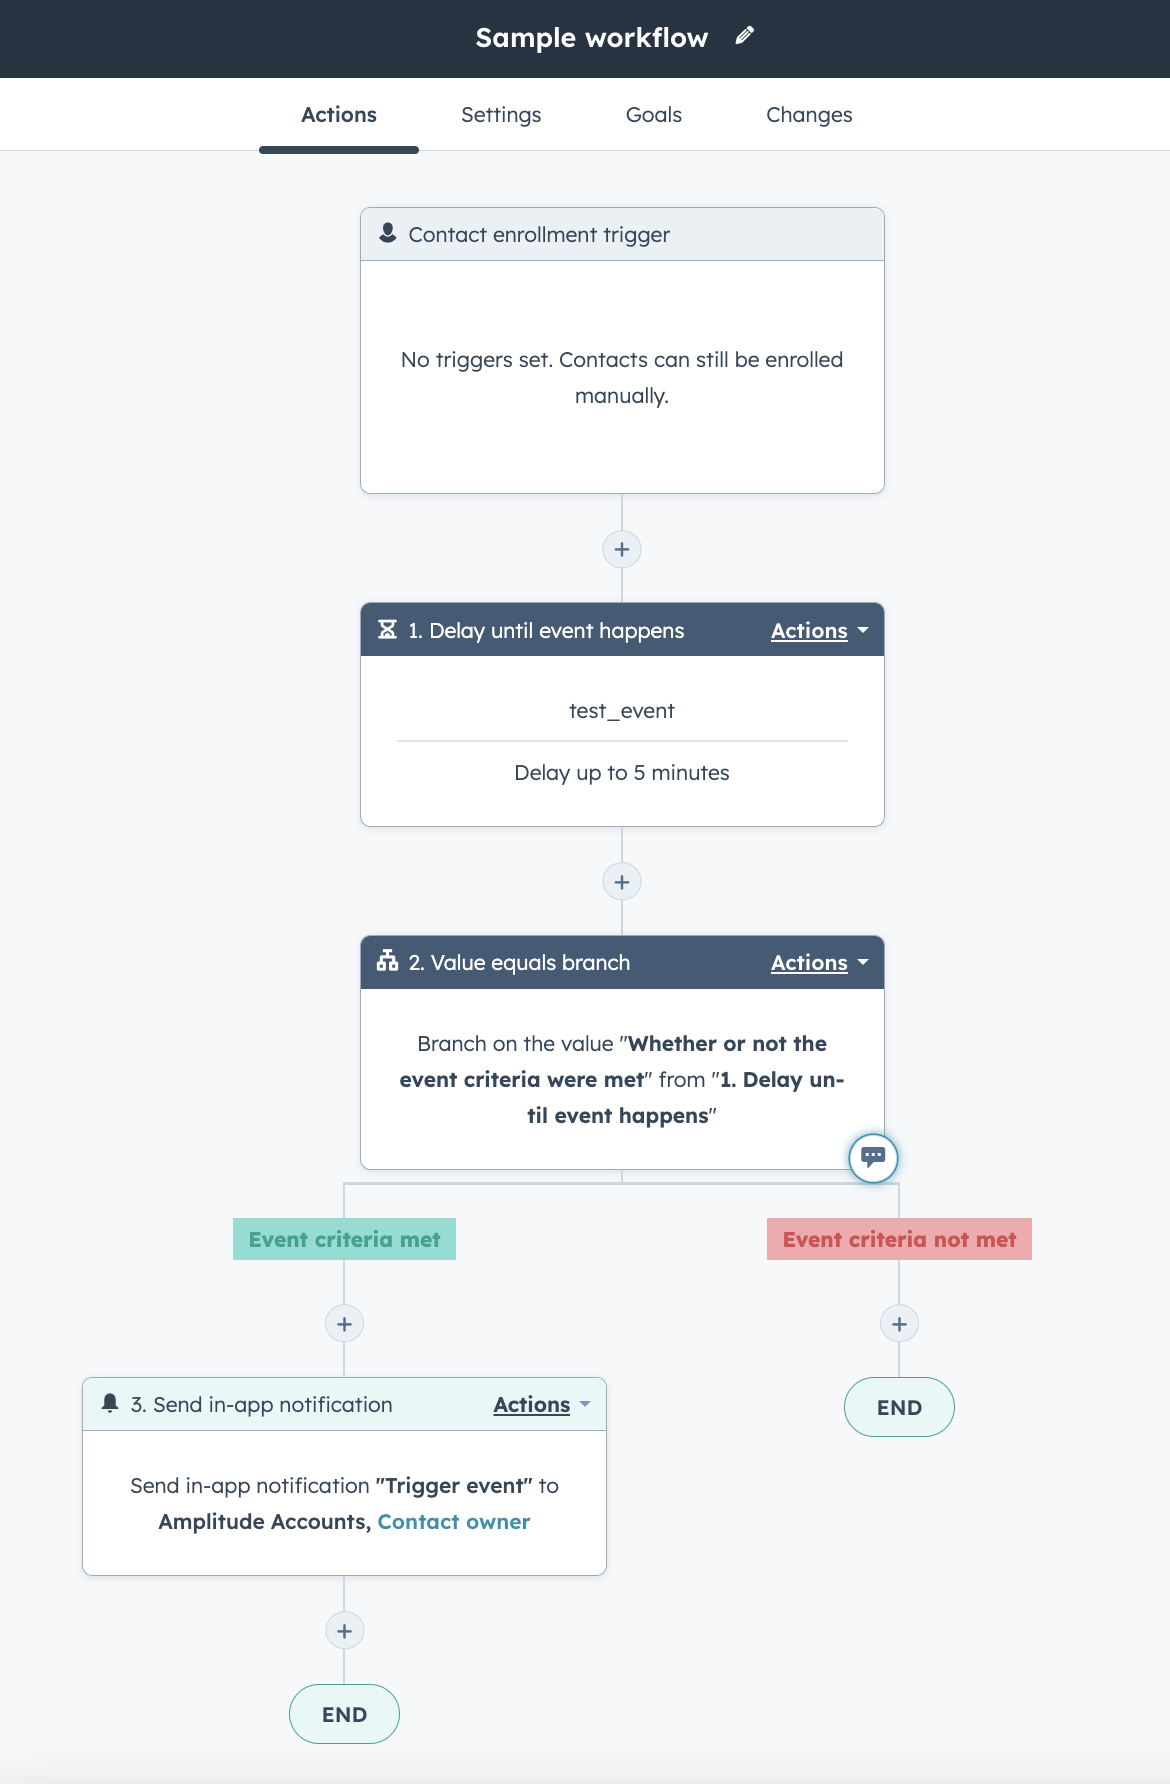 Sample workflow
Actions
Settings
Goals
Changes
Contact enrollment trigger
No triggers set. Contacts can still be enrolled
manually.
1. Delay until event happens
Actions
test_event
Delay up to 5 minutes
2. Value equals branch
Actions
Branch on the value "Whether or not the
event criteria were met" from "1. Delay un-
til event happens"
Event criteria met
Event criteria not met
3. Send in-app notification
Actions
END
Send in-app notification "Trigger event" to
Amplitude Accounts, Contact owner
END